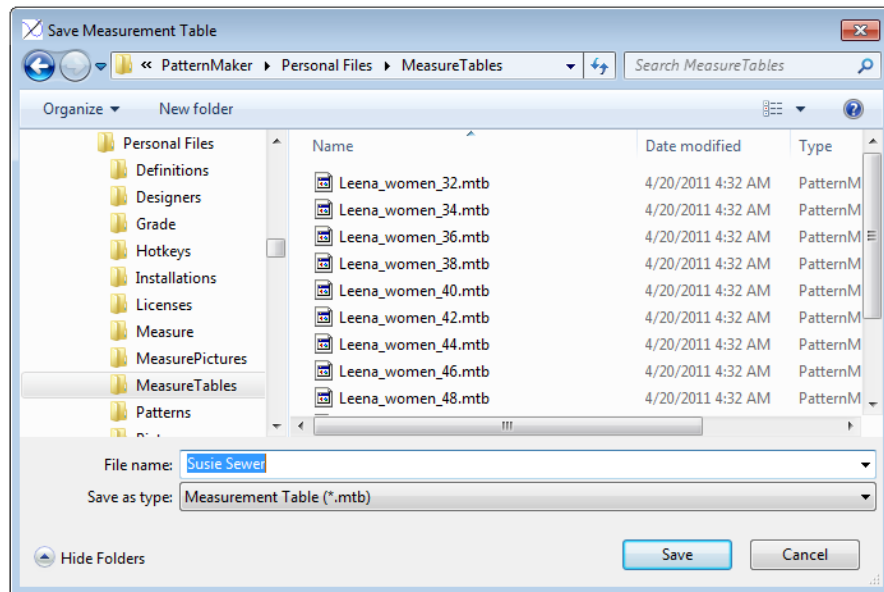 Save Measurement Table
« PatternMaker Personal Files MeasureTables Search MeasureTables
Organize New folder
Personal Files
Definitions
Designers
Grade
Hotkeys
Installations
Licenses
Measure
MeasurePictures
MeasureTables
Patterns
Name Date modified Type
Leena_women_32.mtb 4/20/2011 4:32 AM PatternM
Leena_women_34.mtb 4/20/2011 4:32 AM PatternM
Leena_women_36.mtb 4/20/2011 4:32 AM PatternM
Leena_women_38.mtb 4/20/2011 4:32 AM PatternM
Leena_women_40.mtb 4/20/2011 4:32 AM PatternM
Leena_women_42.mtb 4/20/2011 4:32 AM PatternM
Leena_women_44.mtb 4/20/2011 4:32 AM PatternM
Leena_women_46.mtb 4/20/2011 4:32 AM PatternM
Leena_women_48.mtb 4/20/2011 4:32 AM PatternM
File name: Susie Sewer
Save as type: Measurement Table (*.mtb)
Hide Folders Save Cancel